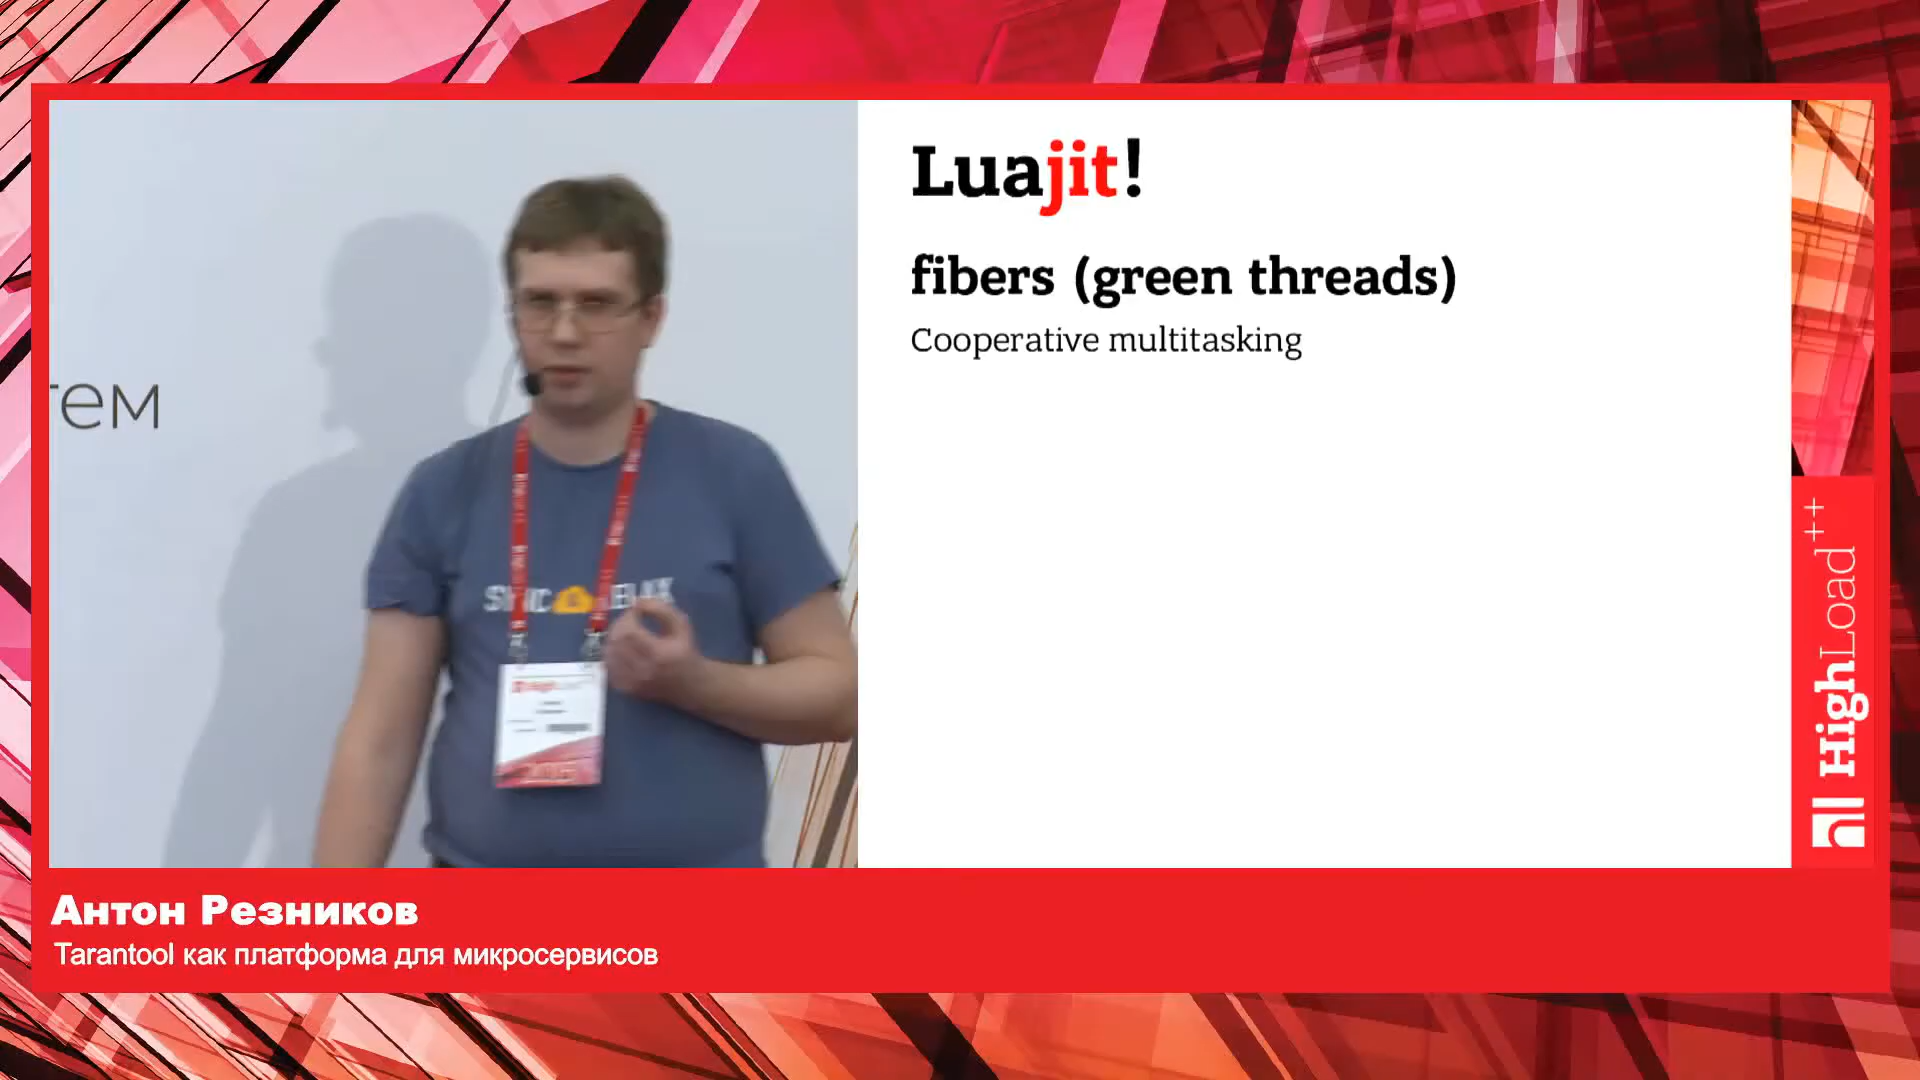 Luajit!
fibers (green threads)
Cooperative multitasking
тем
HighLoad++
Антон Резников
Tarantool как платформа для микросервисов